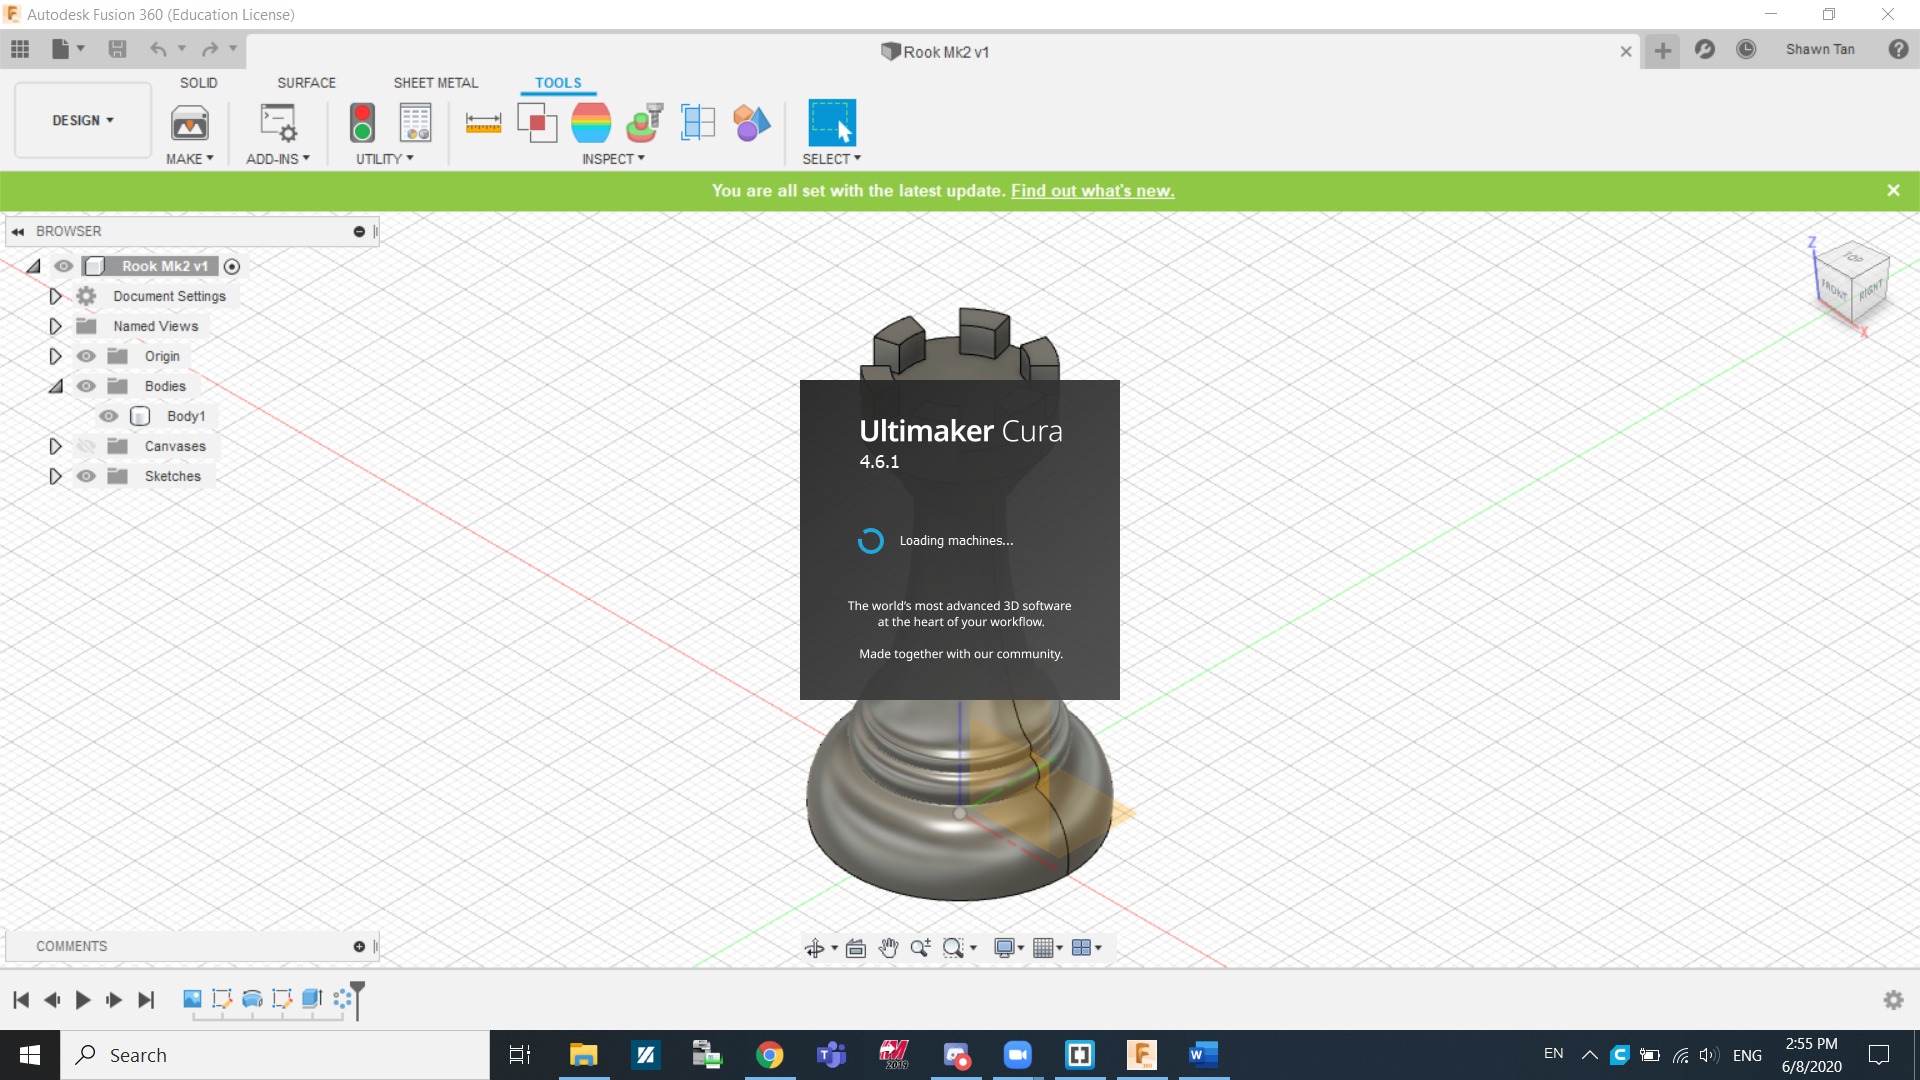 Autodesk Fusion 360 (Education License)
Rook Mk2 v1
Shawn Tan
SOLID
SURFACE
SHEET METAL
TOOLS
DESIGN
MAKE
ADD-INS
UTILITY
INSPECT
SELECT
You are all set with the latest update. Find out what's new.
BROWSER
Rook Mk2 v1
Document Settings
Named Views
Origin
Bodies
Body1
Canvases
Sketches
Z
TOP
FRONT
RIGHT
X
Ultimaker Cura
4.6.1
Loading machines...
The world's most advanced 3D software
at the heart of your workflow.
Made together with our community.
COMMENTS
Search
2019
EN
ENG
2:55 PM
6/8/2020